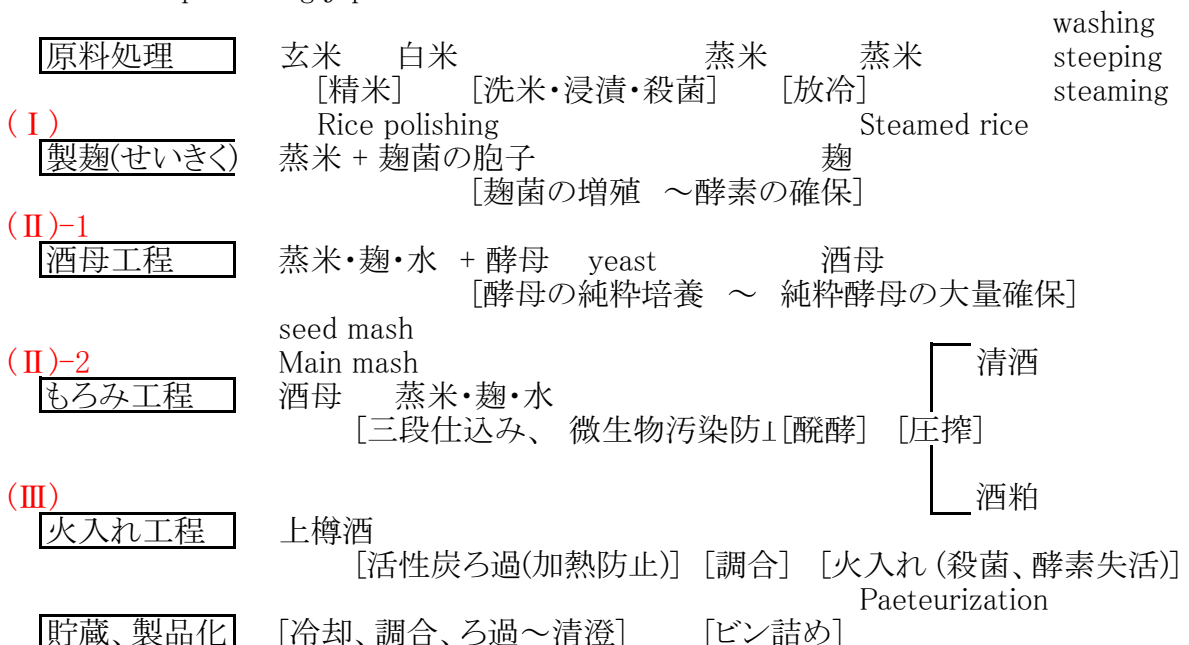 washing
原料処理 玄米 白米 蒸米 蒸米 steeping
[精米] [洗米・浸漬・殺菌] [放冷] steaming
(Ⅰ) Rice polishing Steamed rice
製麹(せいきく) 蒸米 + 麹菌の胞子 麹
[麹菌の増殖 ～酵素の確保]
(Ⅱ)-1
酒母工程 蒸米・麹・水 + 酵母 yeast 酒母
[酵母の純粋培養 ～ 純粋酵母の大量確保]
seed mash
(Ⅱ)-2 Main mash 清酒
もろみ工程 酒母 蒸米・麹・水
[三段仕込み、 微生物汚染防 [醗酵] [圧搾]
(Ⅲ) 酒粕
火入れ工程 上樽酒
[活性炭ろ過(加熱防止)] [調合] [火入れ (殺菌、酵素失活)]
Paeteurization
貯蔵、製品化 [冷却、調合、ろ過～清澄] [ビン詰め]